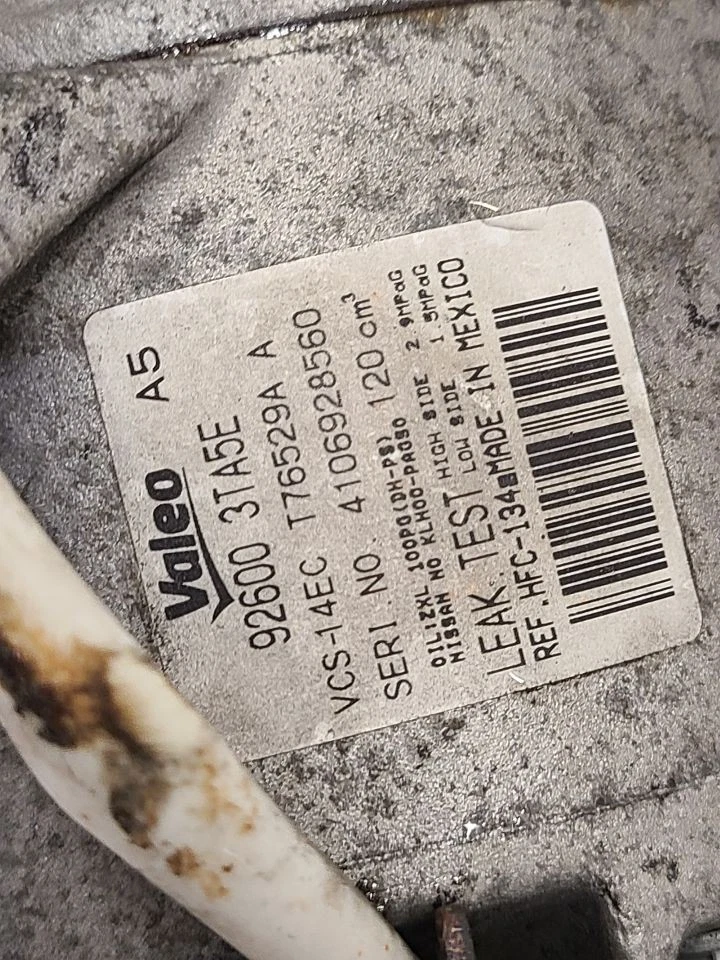 Valeo A5
92600 3TA5E
VCS-14EC T76529A A
SERI.NO. 4106928560
OIL:ZXL 100PG(DH-PS) 120 cm³
NISSAN NO KLH00-PAGS0
LEAK TEST HIGH SIDE 2.9MPaG
LOW SIDE 1.5MPaG
REF.HFC-134a MADE IN MEXICO